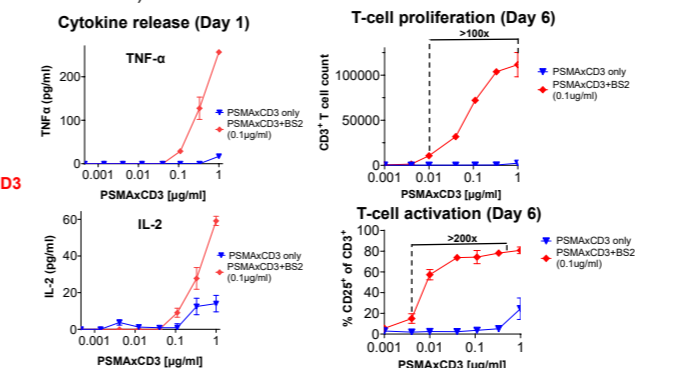 Cytokine release (Day 1)
TNF-α
TNFα (pg/ml)
200
100
0
0.001 0.01 0.1 1
PSMAxCD3 [µg/ml]
PSMAxCD3 only
PSMAxCD3+BS2
(0.1µg/ml)
D3
IL-2
IL-2 (pg/ml)
60
40
20
0
0.001 0.01 0.1 1
PSMAxCD3 [µg/ml]
PSMAxCD3 only
PSMAxCD3+BS2
(0.1µg/ml)
T-cell proliferation (Day 6)
>100x
CD3⁺ T cell count
100000
50000
0
0.001 0.01 0.1 1
PSMAxCD3 [µg/ml]
PSMAxCD3 only
PSMAxCD3+BS2
(0.1ug/ml)
T-cell activation (Day 6)
>200x
% CD25⁺ of CD3⁺
100
80
60
40
20
0
0.001 0.01 0.1 1
PSMAxCD3 [µg/ml]
PSMAxCD3 only
PSMAxCD3+BS2
(0.1ug/ml)